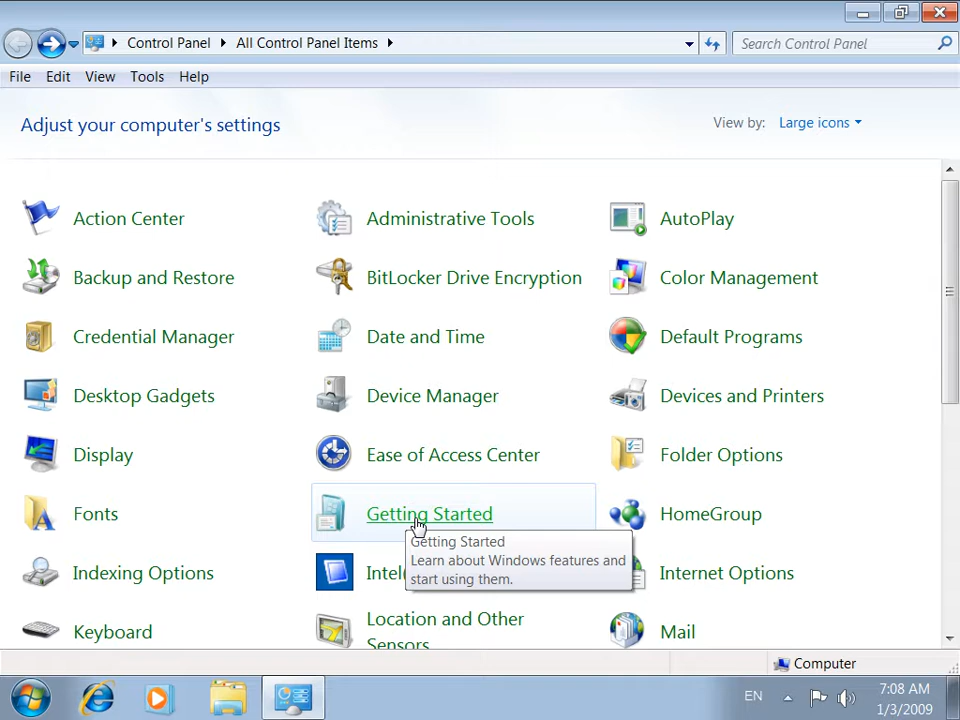 Control Panel
All Control Panel Items
Search Control Panel
File Edit View Tools Help
Adjust your computer's settings
View by: Large icons
Action Center
Administrative Tools
AutoPlay
Backup and Restore
BitLocker Drive Encryption
Color Management
Credential Manager
Date and Time
Default Programs
Desktop Gadgets
Device Manager
Devices and Printers
Display
Ease of Access Center
Folder Options
Fonts
Getting Started
HomeGroup
Getting Started
Learn about Windows features and
start using them.
Indexing Options
Internet Options
Keyboard
Location and Other
Sensors
Mail
Computer
EN
7:08 AM
1/3/2009